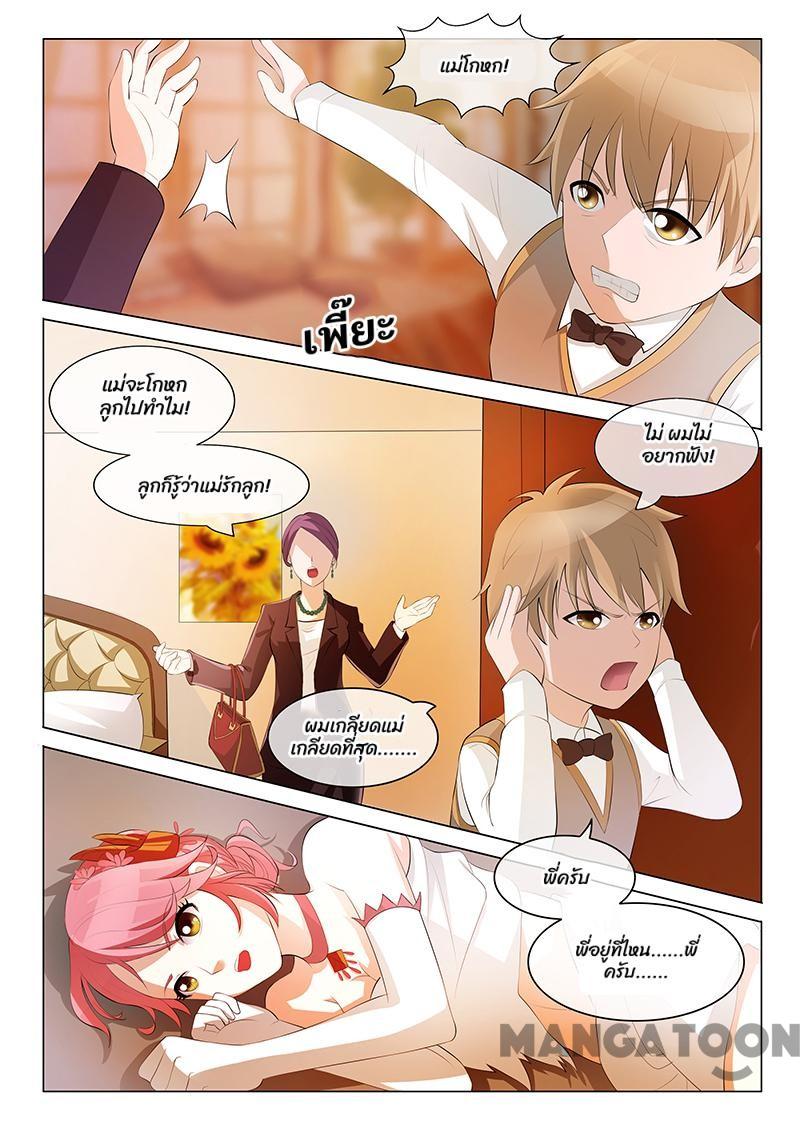 แม่โกหก!
เพี๊ยะ
แม่จะโกหก
ลูกไปทำไม!
ลูกก็รู้ว่าแม่รักลูก!
ไม่ ผมไม่
อยากฟัง!
ผมเกลียดแม่
เกลียดที่สุด.......
พี่ครับ
พี่อยู่ที่ไหน......พี่
ครับ......
MANGATOON